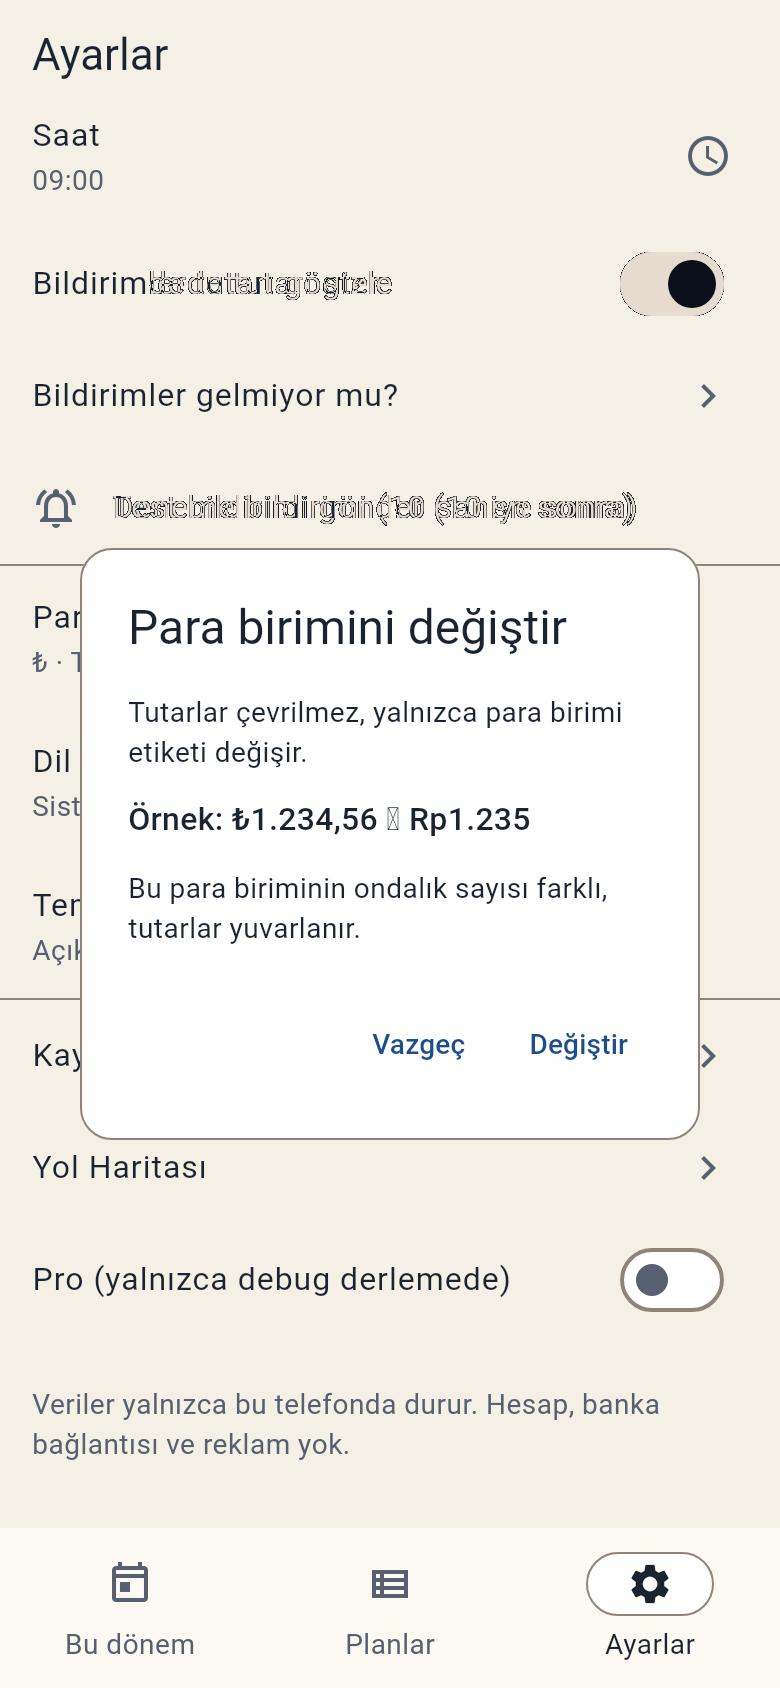 Ayarlar
Saat
09:00
Bildirim
Bildirimler gelmiyor mu?
Par
₺ · T
Para birimini değiştir
Tutarlar çevrilmez, yalnızca para birimi
etiketi değişir.
Dil
Sist
Örnek: ₺1.234,56 Rp1.235
Bu para biriminin ondalık sayısı farklı,
tutarlar yuvarlanır.
Açık
Vazgeç
Değiştir
Kay
Yol Haritası
Pro (yalnızca debug derlemede)
Veriler yalnızca bu telefonda durur. Hesap, banka
bağlantısı ve reklam yok.
Bu dönem
Planlar
Ayarlar